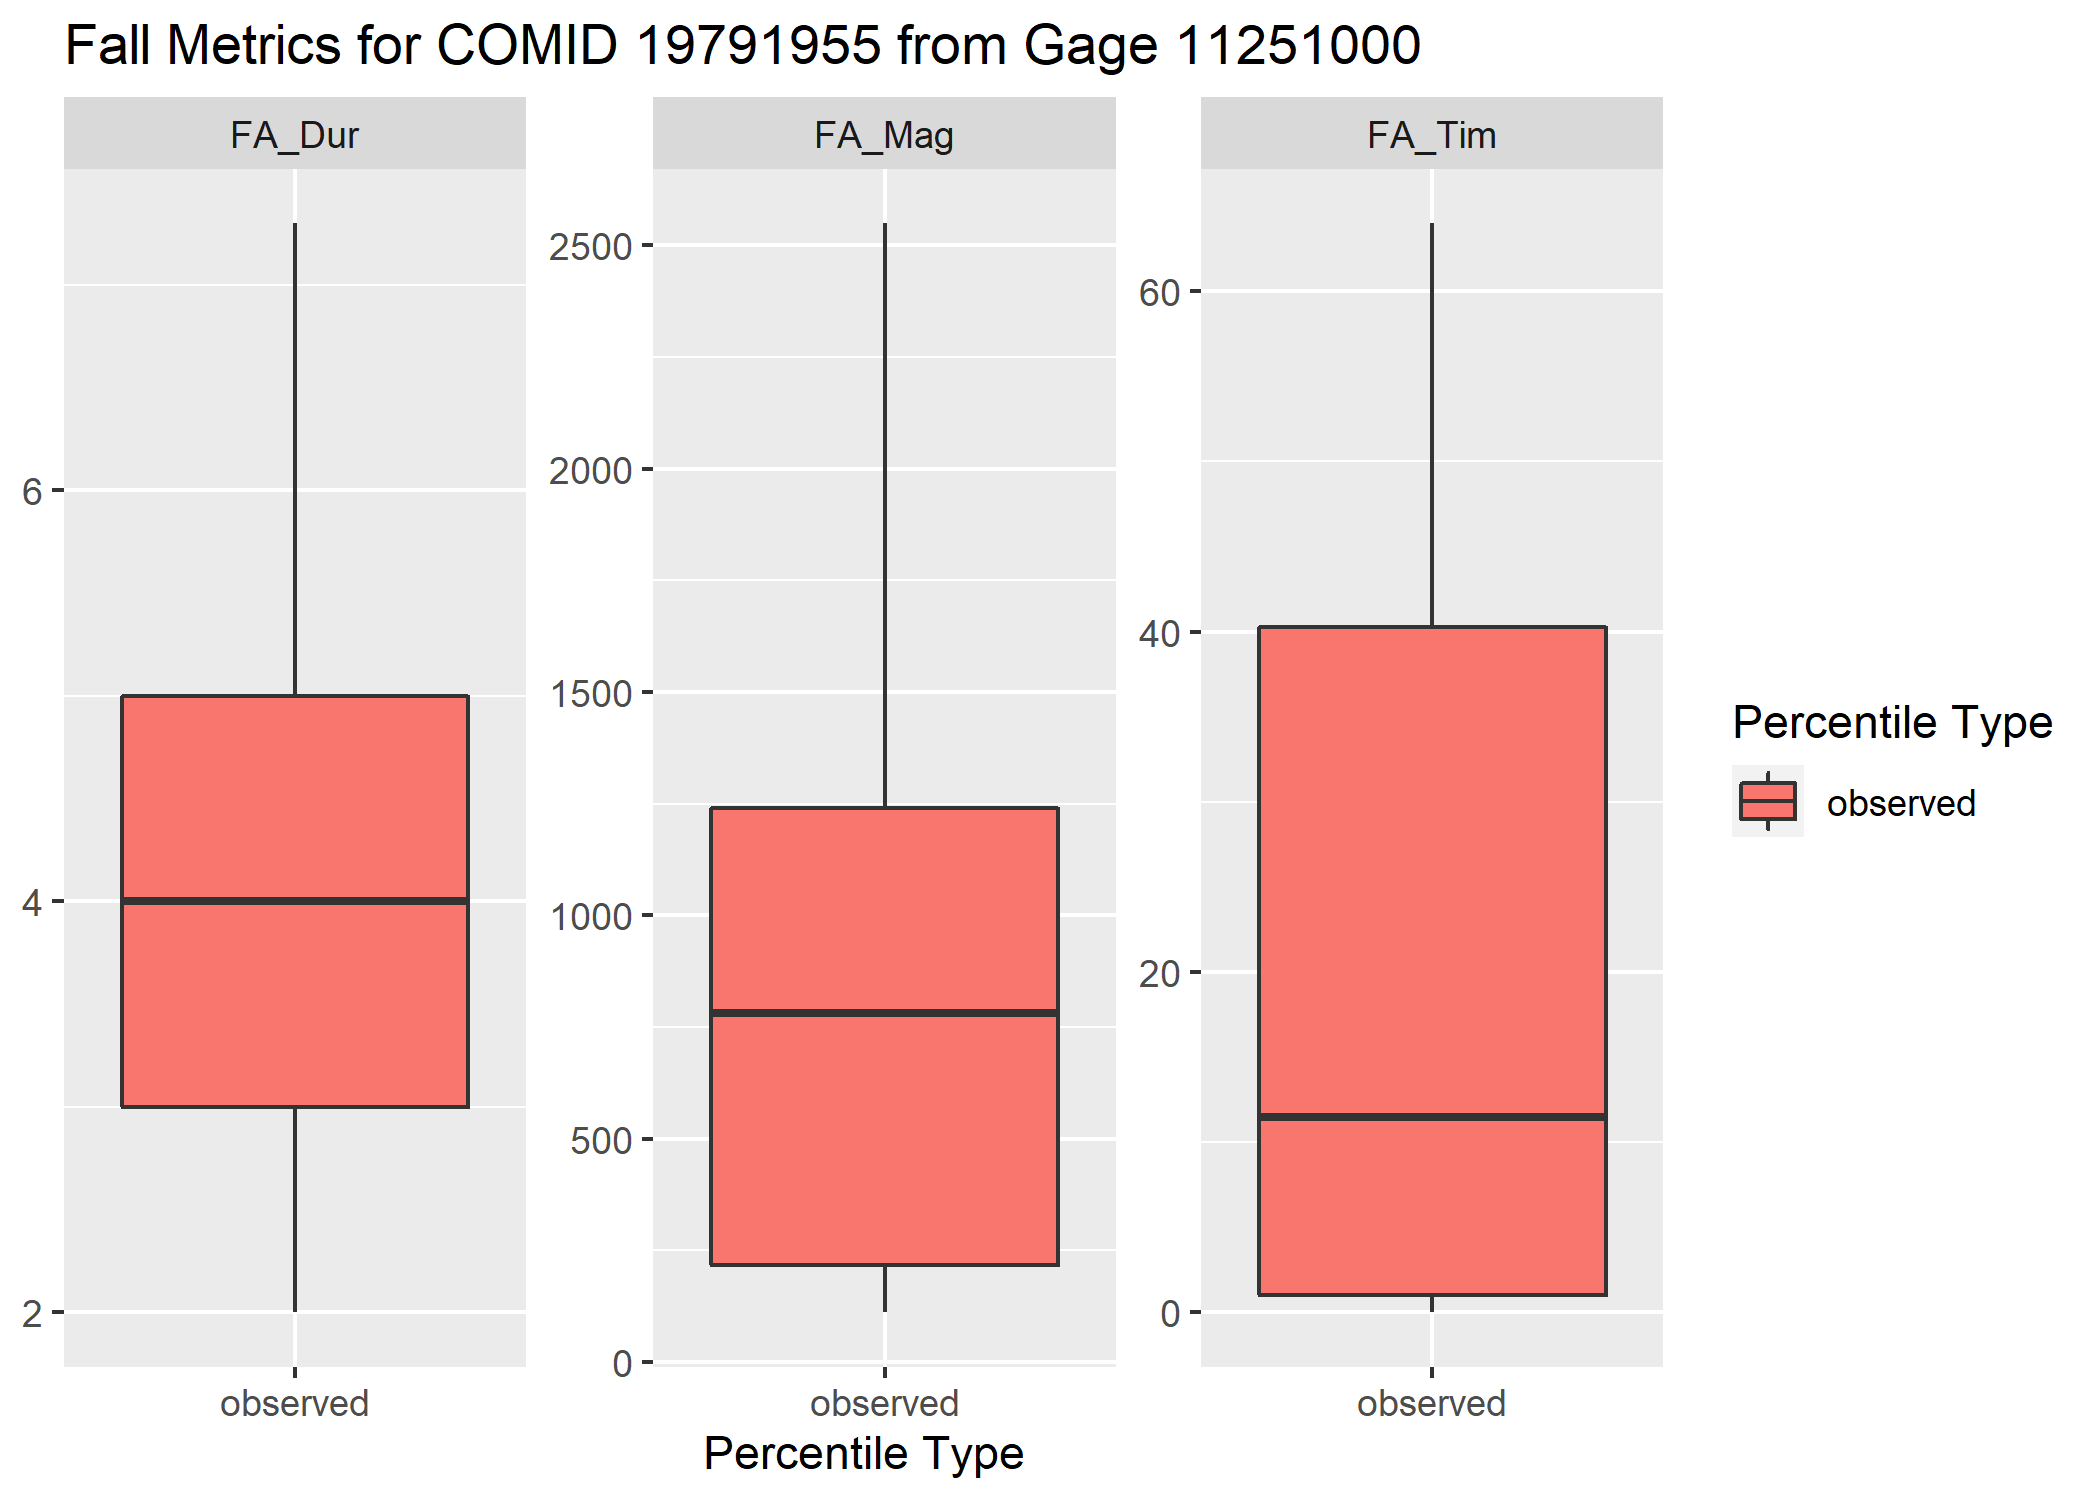 Fall Metrics for COMID 19791955 from Gage 11251000
FA_Dur
FA_Mag
FA_Tim
6
4
2
2500
2000
1500
1000
500
0
60
40
20
0
observed
observed
observed
Percentile Type
Percentile Type
observed